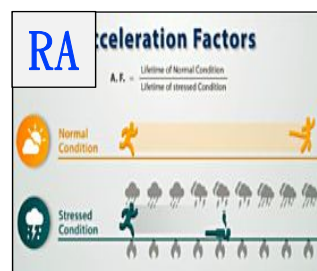 RA
cceleration Factors
A. F. = Lifetime of Normal Condition
Lifetime of stressed Condition
Normal
Condition
Stressed
Condition